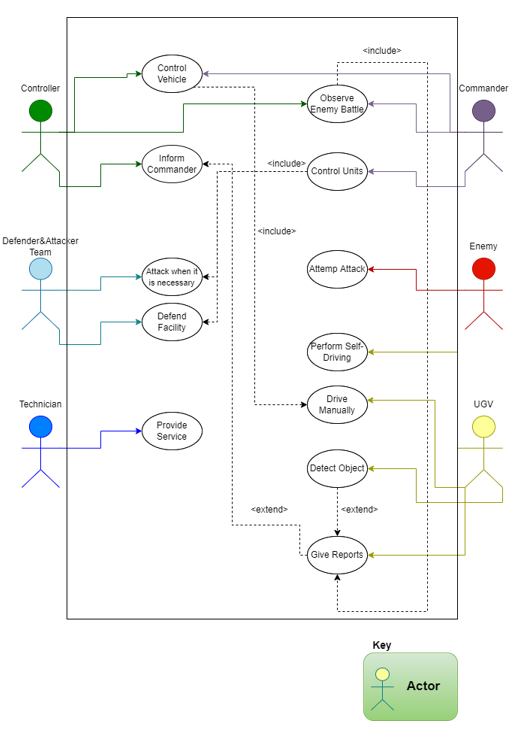 <include>
Control
Vehicle
Controller
Commander
Observe
Enemy Battle
Inform
Commander
<include>
Control Units
<include>
Defender&Attacker
Team
Enemy
Attack when it
is necessary
Attemp Attack
Defend
Facility
Perform Self-
Driving
Technician
Drive
Manually
UGV
Provide
Service
Detect Object
<extend>
<extend>
Give Reports
Key
Actor